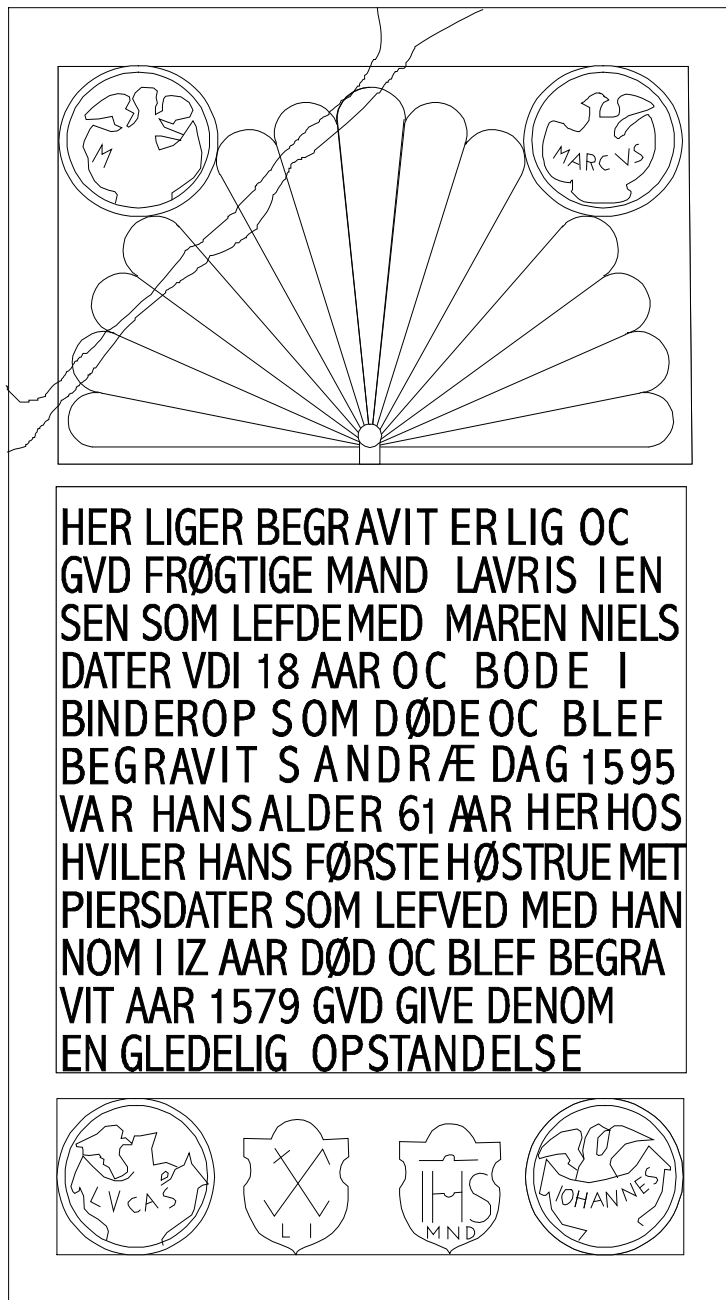 M
MARCVS
HER LIGER BEGRAVIT ERLIG OC
GVD FRØGTIGE MAND LAVRIS IEN
SEN SOM LEFDE MED MAREN NIELS
DATER VDI 18 AAR OC BODE I
BINDEROP SOM DØDE OC BLEF
BEGRAVIT S ANDRÆ DAG 1595
VAR HANS ALDER 61 AAR HER HOS
HVILER HANS FØRSTE HØSTRUE MET
PIERSDATER SOM LEFVED MED HAN
NOM I IZ AAR DØD OC BLEF BEGRA
VIT AAR 1579 GVD GIVE DENOM
EN GLEDELIG OPSTANDELSE
LVCAS
L I
IHS
MND
IOHANNES